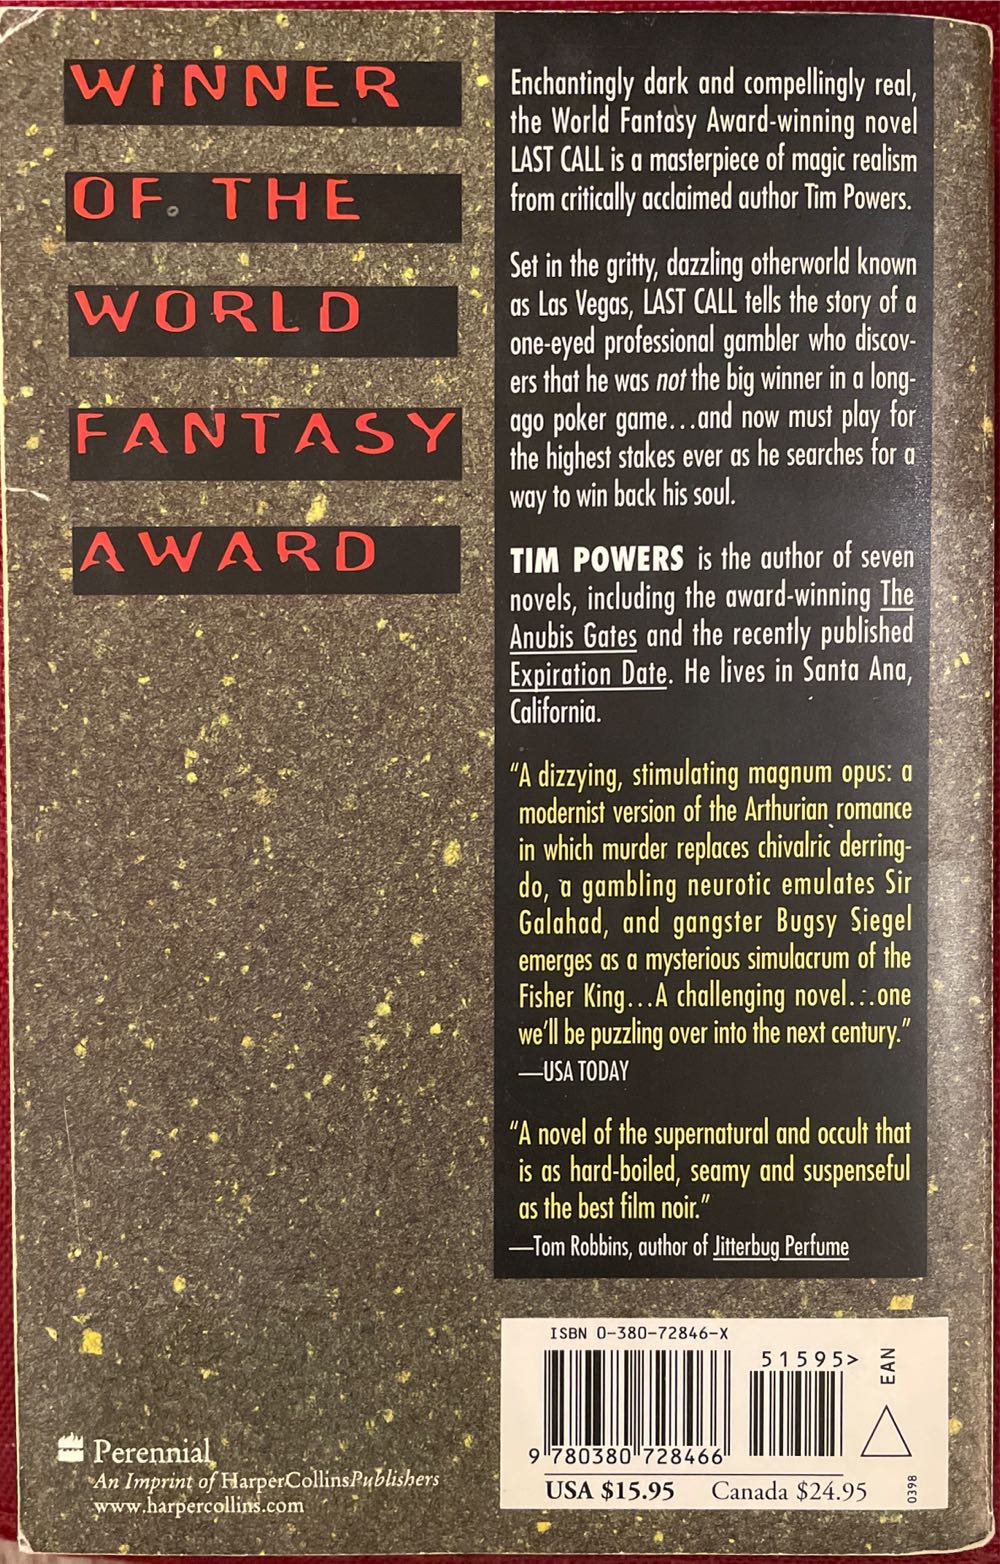 WINNER
OF THE
WORLD
FANTASY
AWARD
Enchantingly dark and compellingly real,
the World Fantasy Award-winning novel
LAST CALL is a masterpiece of magic realism
from critically acclaimed author Tim Powers.
Set in the gritty, dazzling otherworld known
as Las Vegas, LAST CALL tells the story of a
one-eyed professional gambler who discov-
ers that he was not the big winner in a long-
ago poker game...and now must play for
the highest stakes ever as he searches for a
way to win back his soul.
TIM POWERS is the author of seven
novels, including the award-winning The
Anubis Gates and the recently published
Expiration Date. He lives in Santa Ana,
California.
“A dizzying, stimulating magnum opus: a
modernist version of the Arthurian romance
in which murder replaces chivalric derring-
do, a gambling neurotic emulates Sir
Galahad, and gangster Bugsy Siegel
emerges as a mysterious simulacrum of the
Fisher King...A challenging novel...one
we’ll be puzzling over into the next century.”
—USA TODAY
“A novel of the supernatural and occult that
is as hard-boiled, seamy and suspenseful
as the best film noir.”
—Tom Robbins, author of Jitterbug Perfume
ISBN 0-380-72846-X
51595>
EAN
9 780380 728466
USA $15.95 Canada $24.95
0398
Perennial
An Imprint of HarperCollinsPublishers
www.harpercollins.com